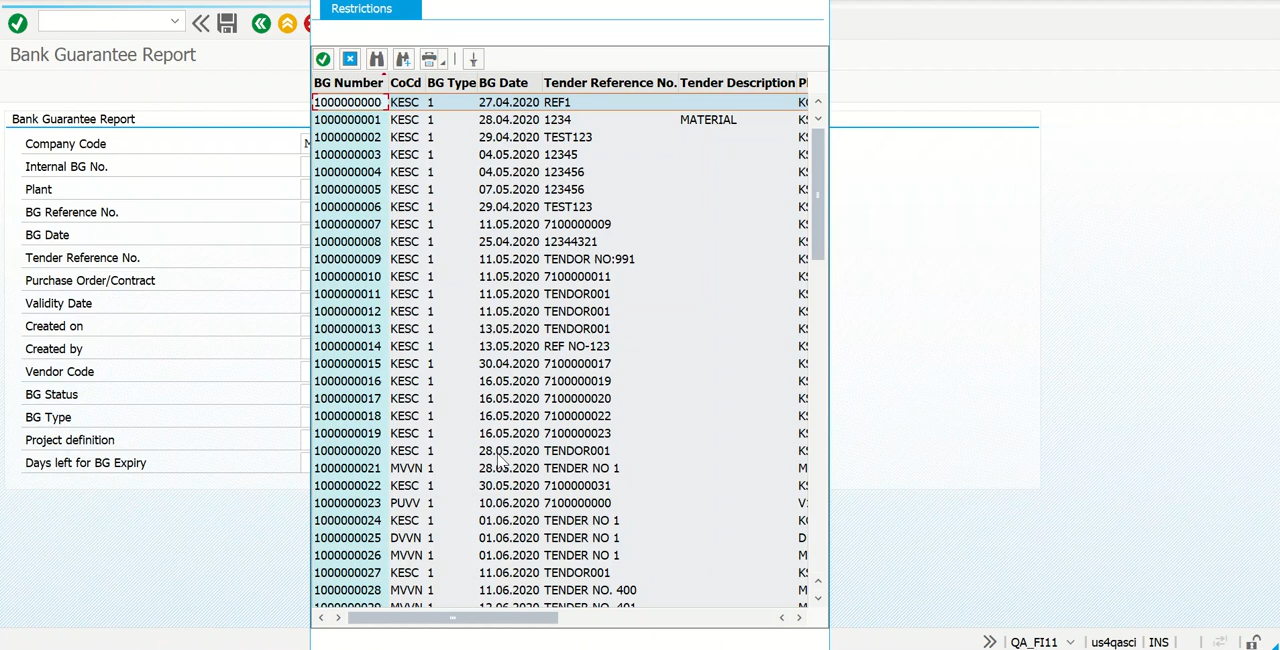 Restrictions
Bank Guarantee Report
BG Number CoCd BG Type BG Date Tender Reference No. Tender Description
1000000000 KESC 1 27.04.2020 REF1
1000000001 KESC 1 28.04.2020 1234 MATERIAL
1000000002 KESC 1 29.04.2020 TEST123
1000000003 KESC 1 04.05.2020 12345
1000000004 KESC 1 04.05.2020 123456
1000000005 KESC 1 07.05.2020 123456
1000000006 KESC 1 29.04.2020 TEST123
1000000007 KESC 1 11.05.2020 7100000009
1000000008 KESC 1 25.04.2020 12344321
1000000009 KESC 1 11.05.2020 TENDOR NO:991
1000000010 KESC 1 11.05.2020 7100000011
1000000011 KESC 1 11.05.2020 TENDOR001
1000000012 KESC 1 11.05.2020 TENDOR001
1000000013 KESC 1 13.05.2020 TENDOR001
1000000014 KESC 1 13.05.2020 REF NO-123
1000000015 KESC 1 30.04.2020 7100000017
1000000016 KESC 1 16.05.2020 7100000019
1000000017 KESC 1 16.05.2020 7100000020
1000000018 KESC 1 16.05.2020 7100000022
1000000019 KESC 1 16.05.2020 7100000023
1000000020 KESC 1 28.05.2020 TENDOR001
1000000021 MVVN 1 28.05.2020 TENDER NO 1
1000000022 KESC 1 30.05.2020 7100000031
1000000023 PUVV 1 10.06.2020 7100000000
1000000024 KESC 1 01.06.2020 TENDER NO 1
1000000025 DVVN 1 01.06.2020 TENDER NO 1
1000000026 MVVN 1 01.06.2020 TENDER NO 1
1000000027 KESC 1 11.06.2020 TENDOR001
1000000028 MVVN 1 11.06.2020 TENDER NO. 400
Bank Guarantee Report
Company Code
Internal BG No.
Plant
BG Reference No.
BG Date
Tender Reference No.
Purchase Order/Contract
Validity Date
Created on
Created by
Vendor Code
BG Status
BG Type
Project definition
Days left for BG Expiry
QA_FI11 us4qasci INS